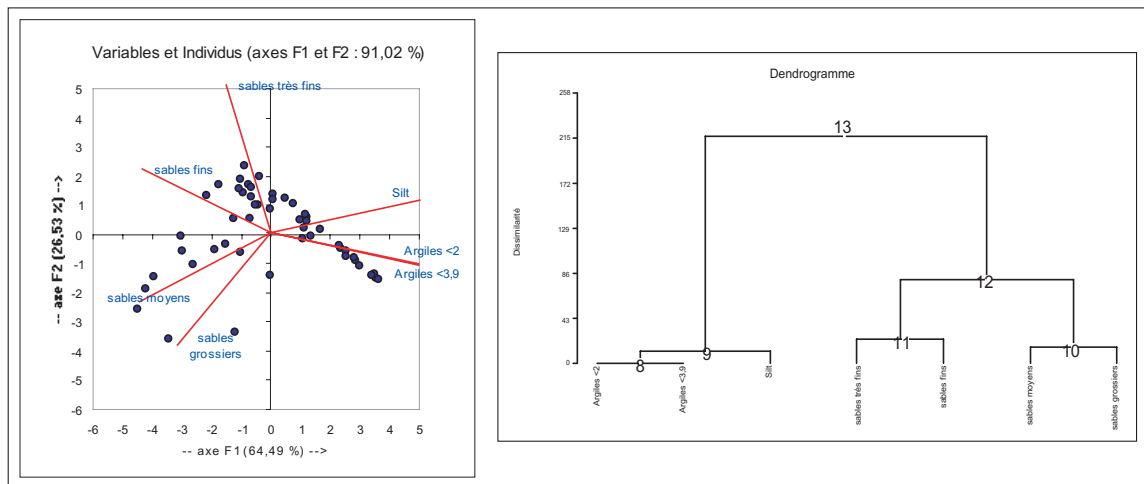 Variables et Individus (axes F1 et F2 : 91,02 %)
sables très fins
sables fins
Silt
Argiles <2
Argiles <3,9
sables moyens
sables
grossiers
5
4
3
2
1
0
-1
-2
-3
-4
-5
-6
-- axe F2 (26,53 %) -->
-6 -5 -4 -3 -2 -1 0 1 2 3 4 5
-- axe F1 (64,49 %) -->
Dendrogramme
258
215
172
129
86
43
0
Dissimilarité
13
12
11
10
9
8
Argiles <2
Argiles <3,9
Silt
sables très fins
sables fins
sables moyens
sables grossiers